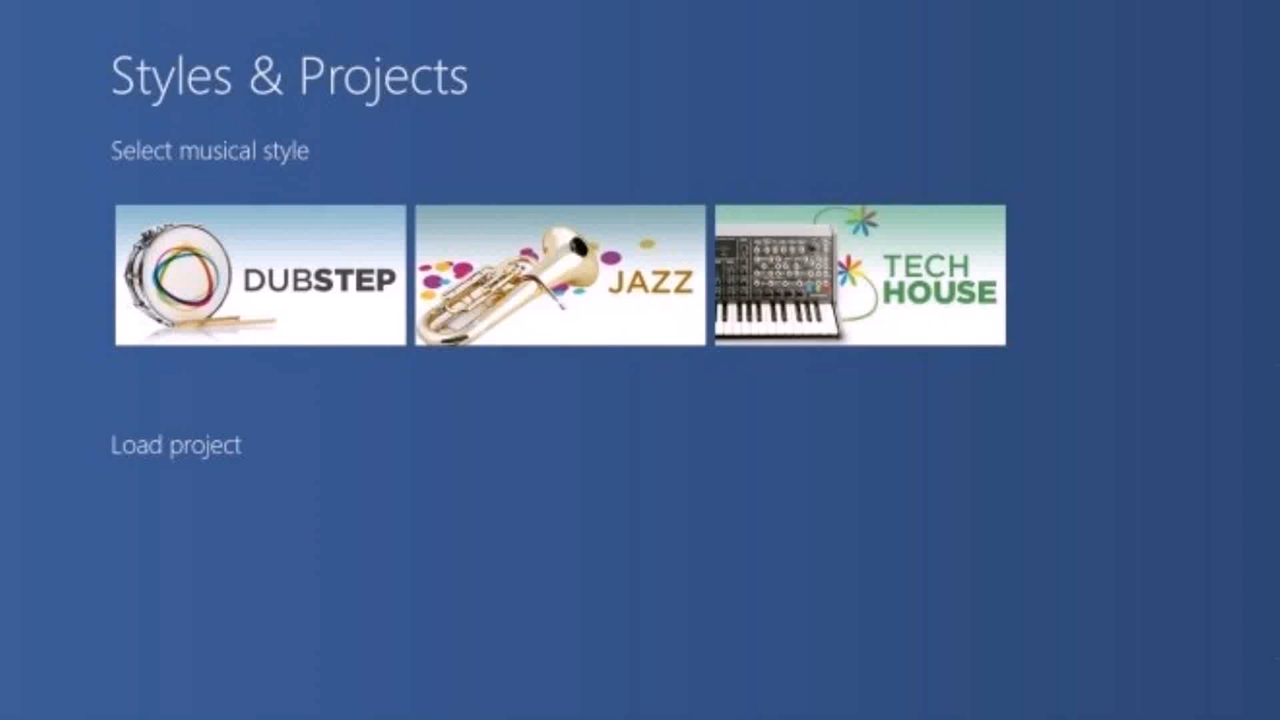 Styles & Projects
Select musical style
DUBSTEP
JAZZ
TECH
HOUSE
Load project